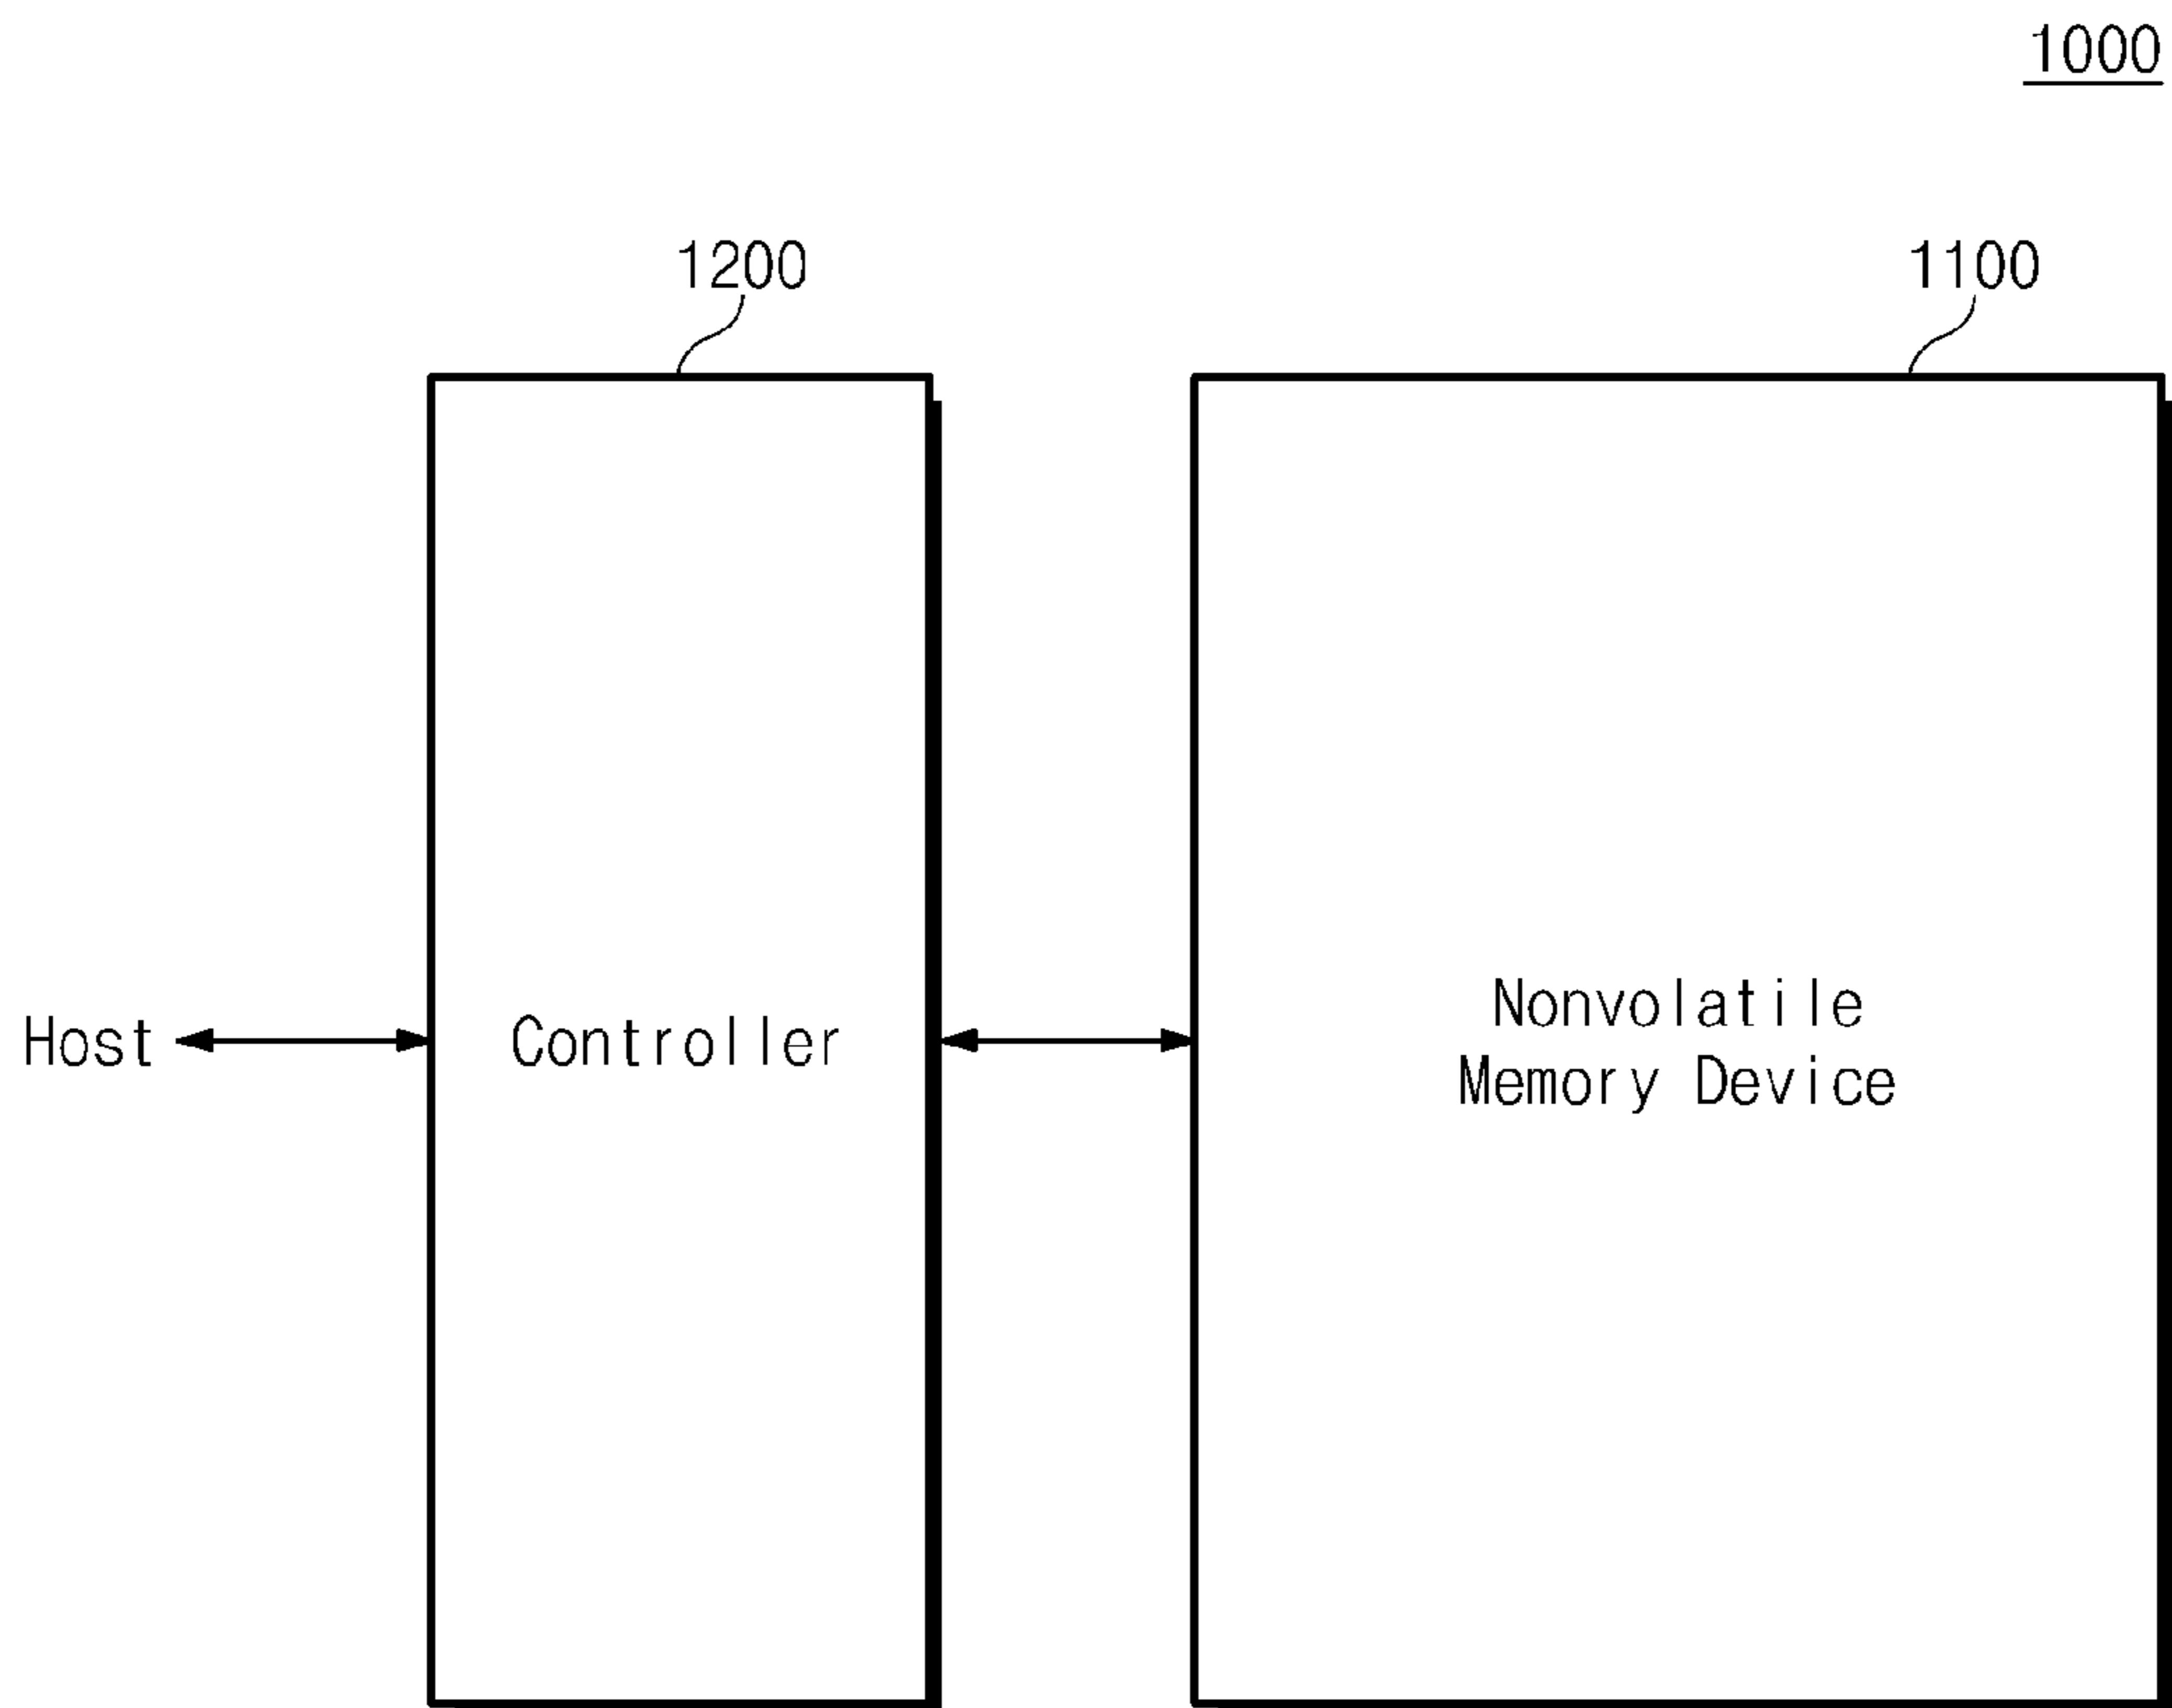 1000
1200
1100
Host
Controller
Nonvolatile
Memory Device